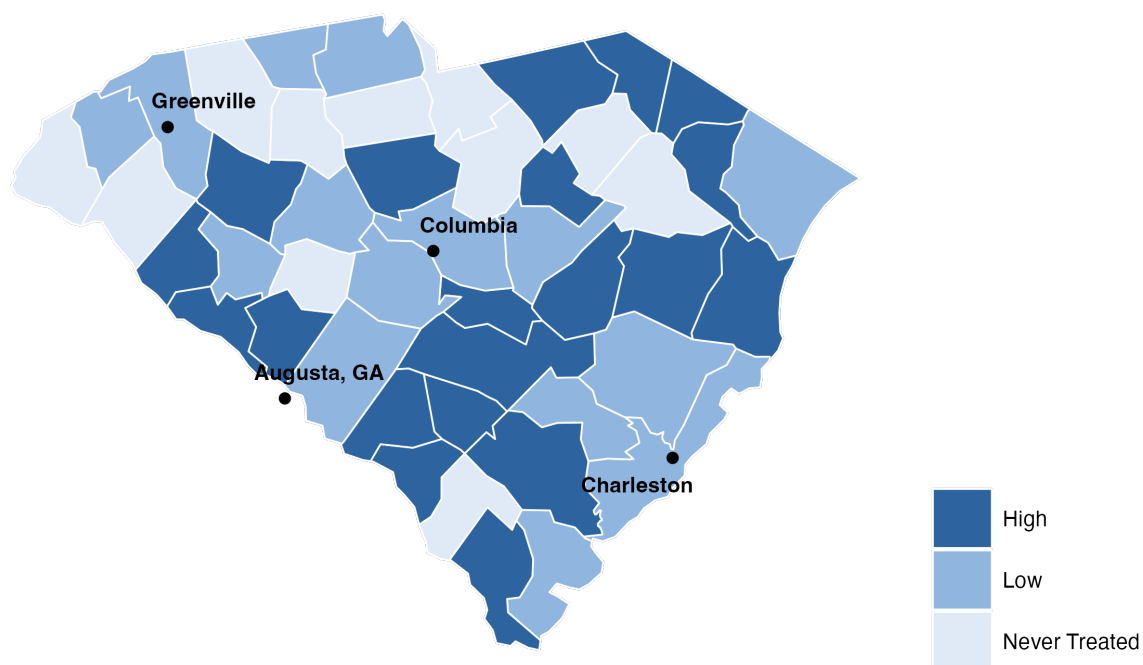 Greenville
Columbia
Augusta, GA
Charleston
High
Low
Never Treated